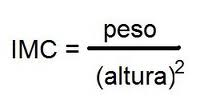 IMC = peso
(altura)²